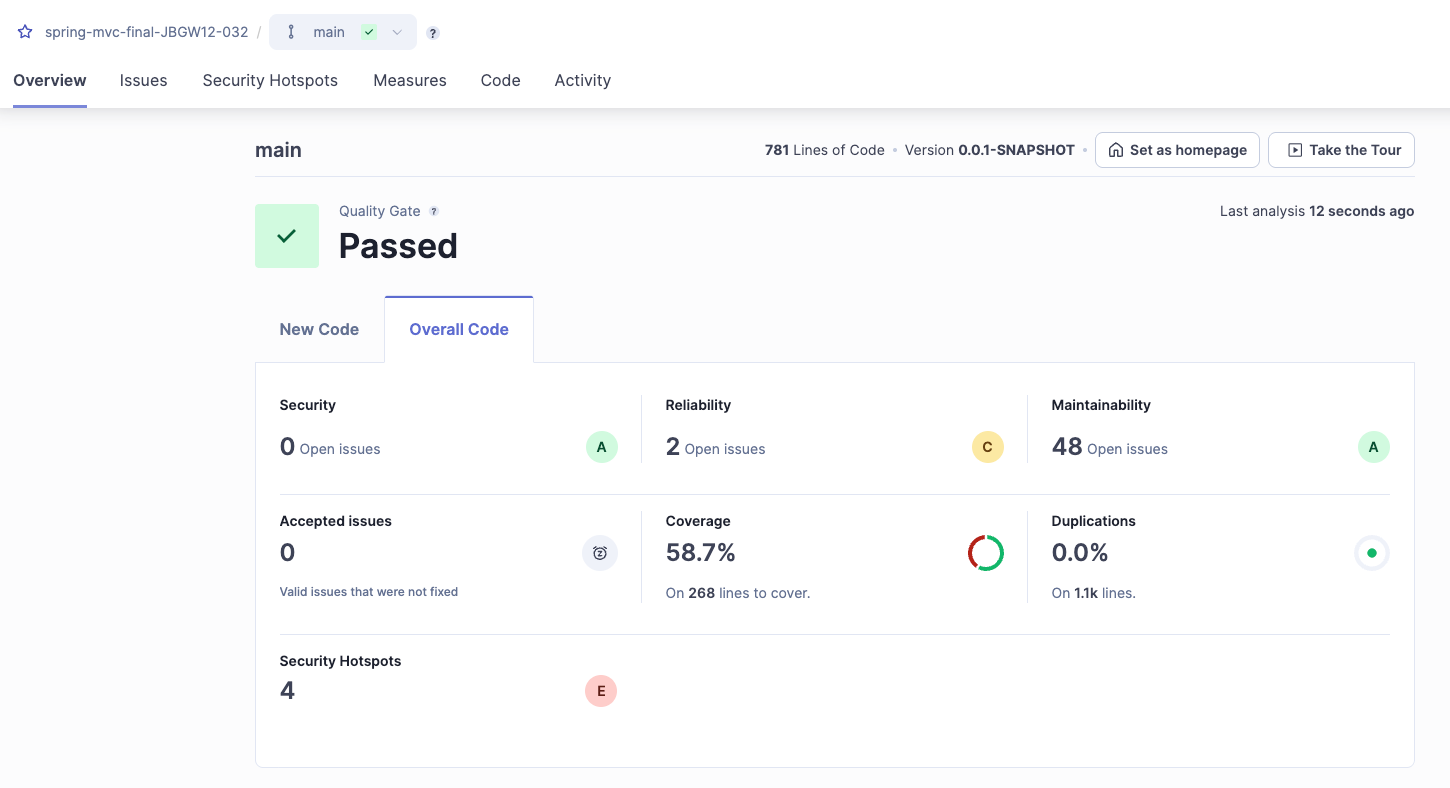 spring-mvc-final-JBGW12-032 / main ?
Overview Issues Security Hotspots Measures Code Activity
main 781 Lines of Code • Version 0.0.1-SNAPSHOT • Set as homepage Take the Tour
Quality Gate ? Last analysis 12 seconds ago
Passed
New Code Overall Code
Security Reliability Maintainability
0 Open issues A 2 Open issues C 48 Open issues A
Accepted issues Coverage Duplications
0 58.7% 0.0%
Valid issues that were not fixed On 268 lines to cover. On 1.1k lines.
Security Hotspots
4 E